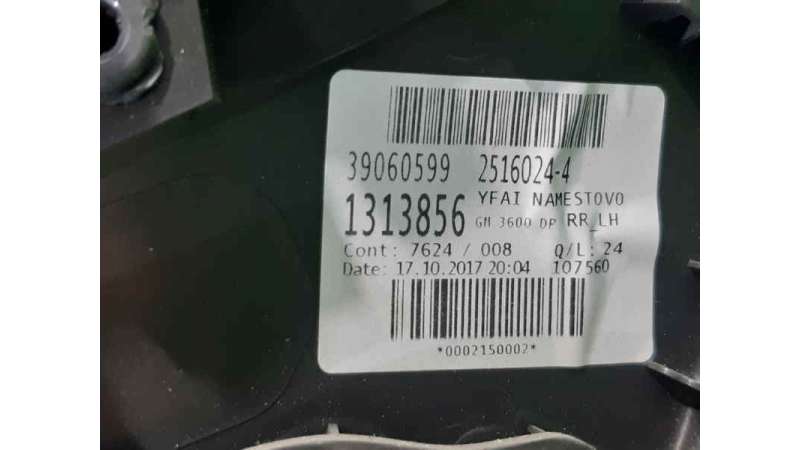 39060599 2516024-4
1313856 YFAI NAMESTOVO
GM 3600 DP RR_LH
Cont: 7624 / 008 Q/L: 24
Date: 17.10.2017 20:04 107560
*0002150002*